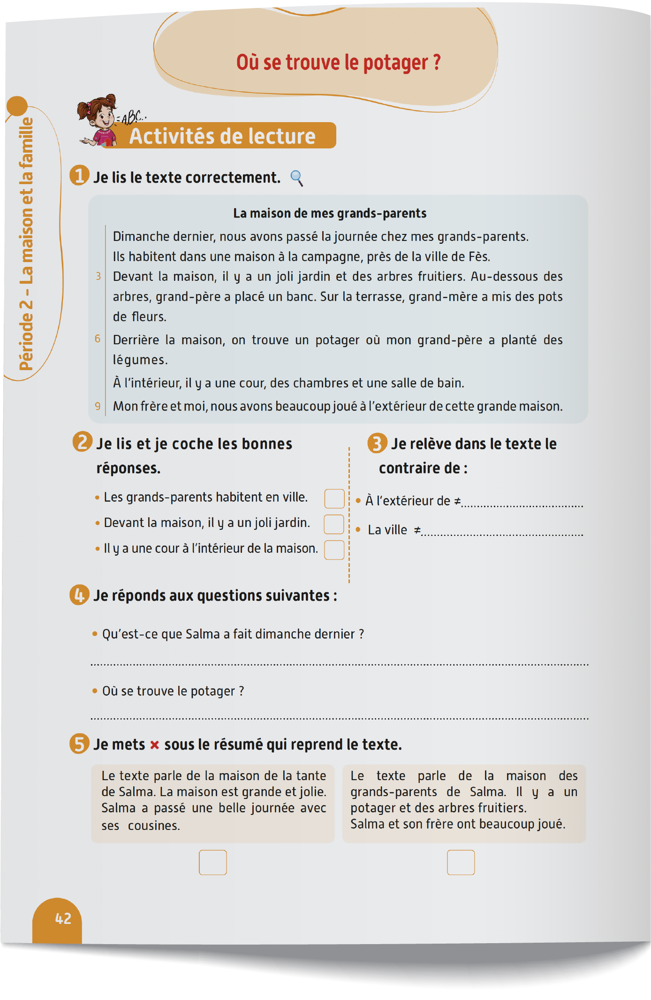 Où se trouve le potager ?
Période 2 - La maison et la famille
= ABC..
Activités de lecture
1 Je lis le texte correctement.
La maison de mes grands-parents
Dimanche dernier, nous avons passé la journée chez mes grands-parents.
Ils habitent dans une maison à la campagne, près de la ville de Fès.
3 Devant la maison, il y a un joli jardin et des arbres fruitiers. Au-dessous des
arbres, grand-père a placé un banc. Sur la terrasse, grand-mère a mis des pots
de fleurs.
6 Derrière la maison, on trouve un potager où mon grand-père a planté des
légumes.
À l'intérieur, il y a une cour, des chambres et une salle de bain.
9 Mon frère et moi, nous avons beaucoup joué à l'extérieur de cette grande maison.
2 Je lis et je coche les bonnes
réponses.
• Les grands-parents habitent en ville.
• Devant la maison, il y a un joli jardin.
• Il y a une cour à l'intérieur de la maison.
3 Je relève dans le texte le
contraire de :
• À l'extérieur de ≠
• La ville ≠
4 Je réponds aux questions suivantes :
• Qu'est-ce que Salma a fait dimanche dernier ?
• Où se trouve le potager ?
5 Je mets × sous le résumé qui reprend le texte.
Le texte parle de la maison de la tante
de Salma. La maison est grande et jolie.
Salma a passé une belle journée avec
ses cousines.
Le texte parle de la maison des
grands-parents de Salma. Il y a un
potager et des arbres fruitiers.
Salma et son frère ont beaucoup joué.
42